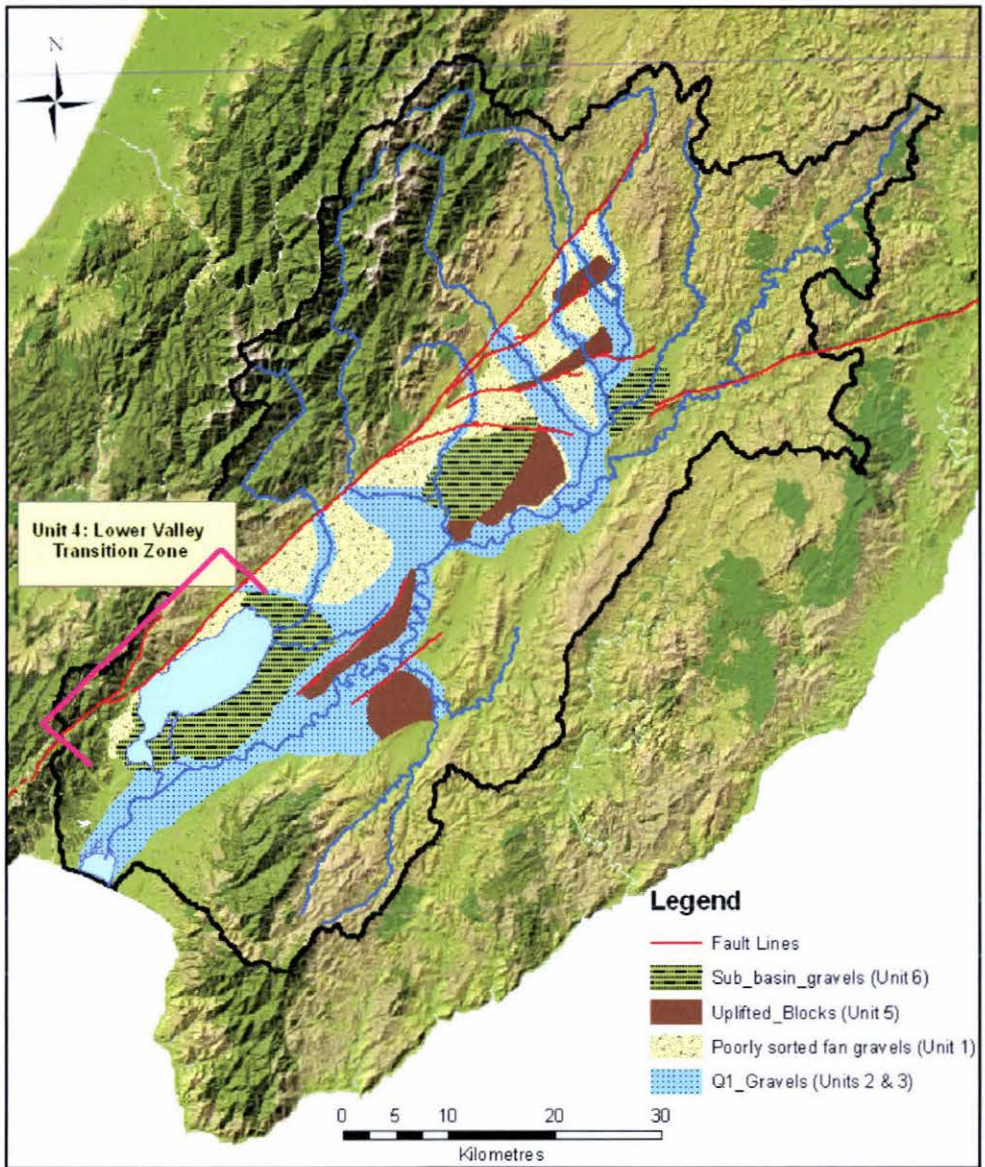 N
Unit 4: Lower Valley
Transition Zone
Legend
Fault Lines
Sub_basin_gravels (Unit 6)
Uplifted_Blocks (Unit 5)
Poorly sorted fan gravels (Unit 1)
Q1_Gravels (Units 2 & 3)
0 5 10 20 30
Kilometres